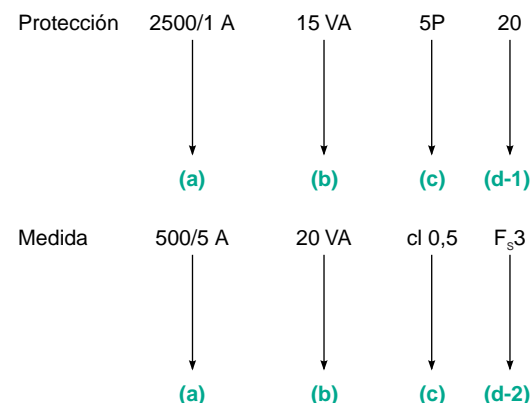 Protección 2500/1 A 15 VA 5P 20
(a) (b) (c) (d-1)
Medida 500/5 A 20 VA cl 0,5 Fs3
(a) (b) (c) (d-2)